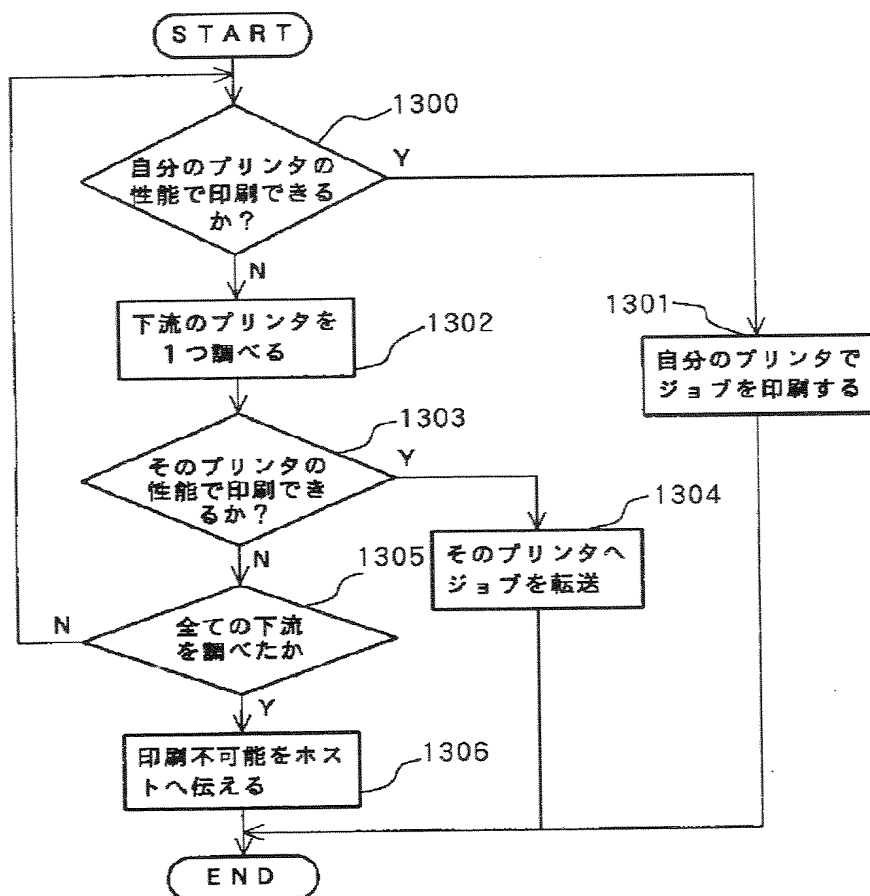 START
1300
自分のプリンタの
性能で印刷できる
か?
Y
N
1301
自分のプリンタで
ジョブを印刷する
下流のプリンタを
1つ調べる
1302
1303
そのプリンタの
性能で印刷でき
るか?
Y
N
1304
そのプリンタへ
ジョブを転送
1305
全ての下流
を調べたか
N
Y
印刷不可能をホス
トへ伝える
1306
END